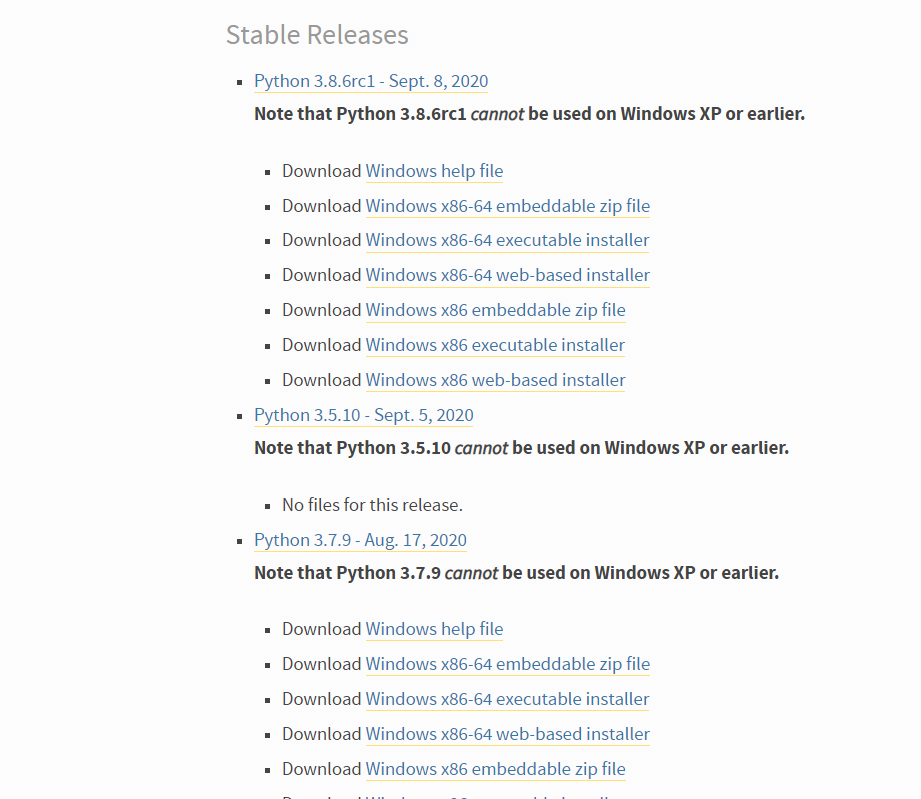 Stable Releases
Python 3.8.6rc1 - Sept. 8, 2020
Note that Python 3.8.6rc1 cannot be used on Windows XP or earlier.
Download Windows help file
Download Windows x86-64 embeddable zip file
Download Windows x86-64 executable installer
Download Windows x86-64 web-based installer
Download Windows x86 embeddable zip file
Download Windows x86 executable installer
Download Windows x86 web-based installer
Python 3.5.10 - Sept. 5, 2020
Note that Python 3.5.10 cannot be used on Windows XP or earlier.
No files for this release.
Python 3.7.9 - Aug. 17, 2020
Note that Python 3.7.9 cannot be used on Windows XP or earlier.
Download Windows help file
Download Windows x86-64 embeddable zip file
Download Windows x86-64 executable installer
Download Windows x86-64 web-based installer
Download Windows x86 embeddable zip file